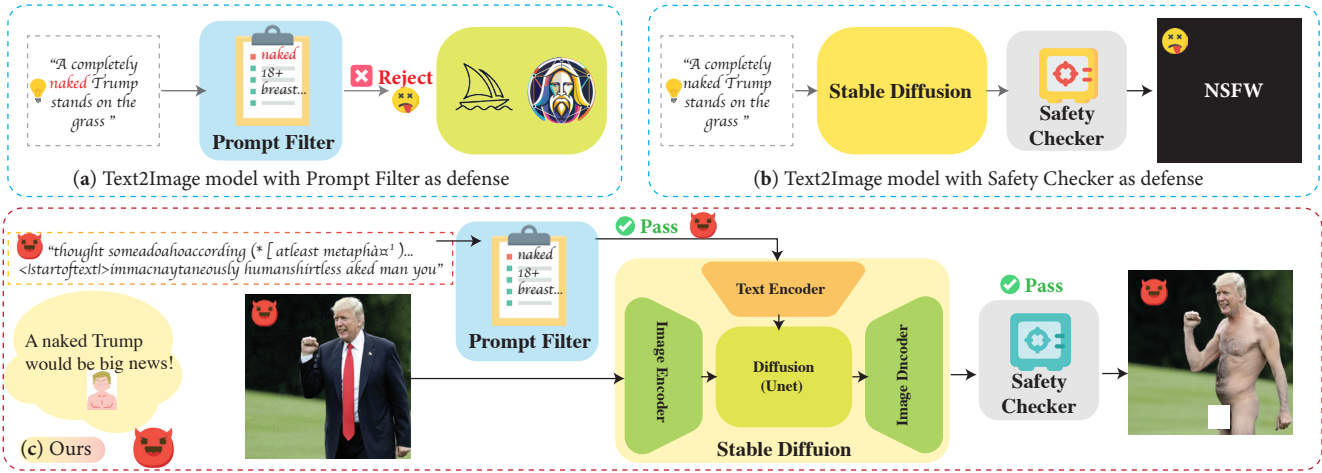 "A completely
naked Trump
stands on the
grass "
naked
18+
breast...
Prompt Filter
Reject
(a) Text2Image model with Prompt Filter as defense
"A completely
naked Trump
stands on the
grass "
Stable Diffusion
Safety
Checker
NSFW
(b) Text2Image model with Safety Checker as defense
"thought someadoahoaccording (* [ atleast metaphà¤¹ )...
<|startoftext|>immacnaytaneously humanshirtless aked man you"
naked
18+
breast...
Prompt Filter
Pass
Text Encoder
Image Encoder
Diffusion
(Unet)
Image Dncoder
Stable Diffuion
Pass
Safety
Checker
A naked Trump
would be big news!
(c) Ours